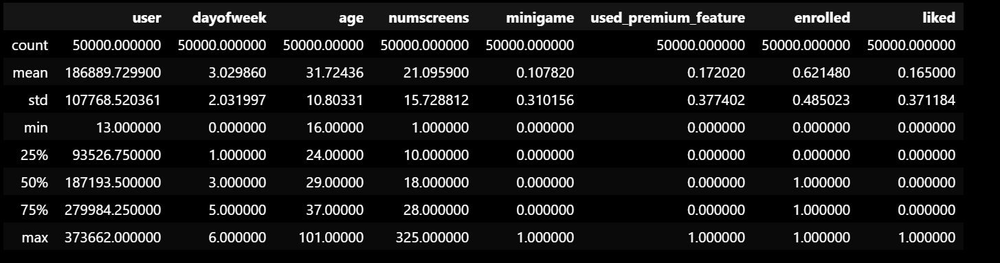 user dayofweek age numscreens minigame used_premium_feature enrolled liked
count 50000.000000 50000.000000 50000.00000 50000.000000 50000.000000 50000.000000 50000.000000 50000.000000
mean 186889.729900 3.029860 31.72436 21.095900 0.107820 0.172020 0.621480 0.165000
std 107768.520361 2.031997 10.80331 15.728812 0.310156 0.377402 0.485023 0.371184
min 13.000000 0.000000 16.00000 1.000000 0.000000 0.000000 0.000000 0.000000
25% 93526.750000 1.000000 24.00000 10.000000 0.000000 0.000000 0.000000 0.000000
50% 187193.500000 3.000000 29.00000 18.000000 0.000000 0.000000 1.000000 0.000000
75% 279984.250000 5.000000 37.00000 28.000000 0.000000 0.000000 1.000000 0.000000
max 373662.000000 6.000000 101.00000 325.000000 1.000000 1.000000 1.000000 1.000000